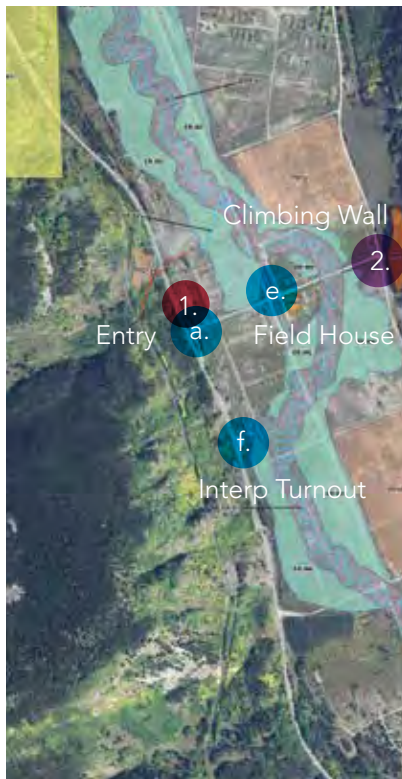 Climbing Wall
2.
e.
1.
a.
Entry
Field House
f.
Interp Turnout